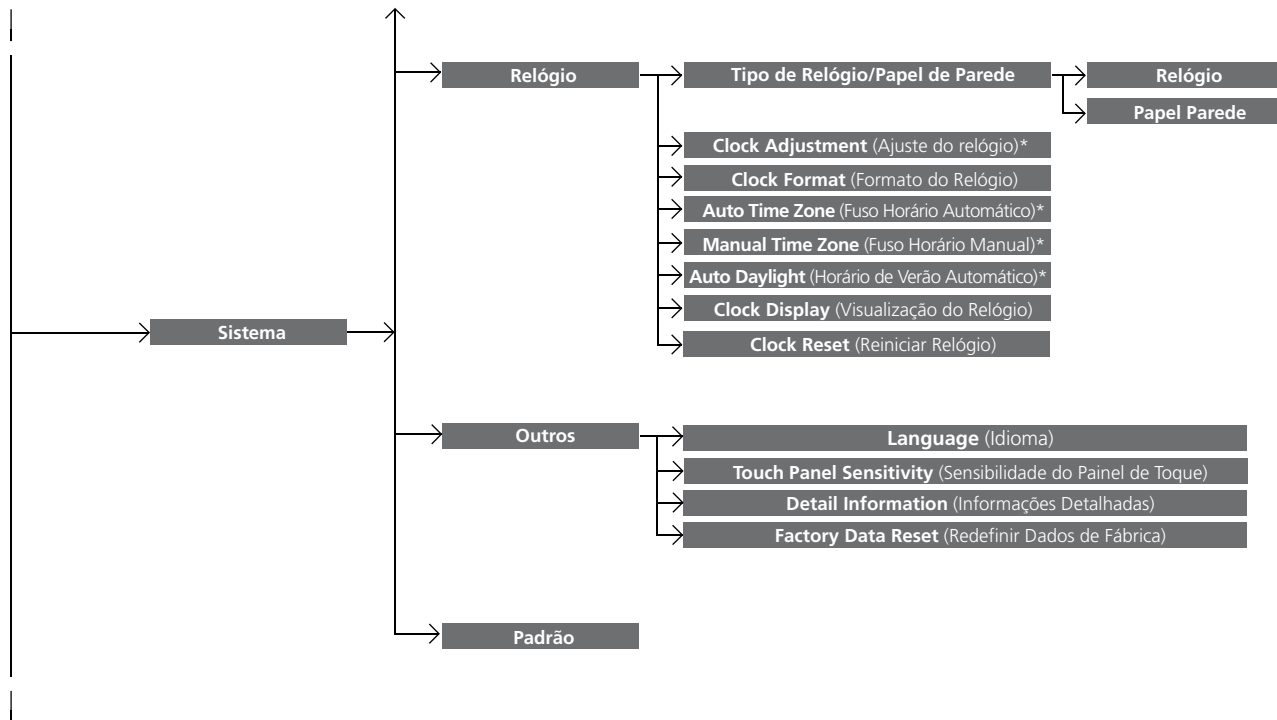 Relógio
Tipo de Relógio/Papel de Parede
Relógio
Papel Parede
Clock Adjustment (Ajuste do relógio)*
Clock Format (Formato do Relógio)
Auto Time Zone (Fuso Horário Automático)*
Manual Time Zone (Fuso Horário Manual)*
Auto Daylight (Horário de Verão Automático)*
Clock Display (Visualização do Relógio)
Clock Reset (Reiniciar Relógio)
Sistema
Outros
Language (Idioma)
Touch Panel Sensitivity (Sensibilidade do Painel de Toque)
Detail Information (Informações Detalhadas)
Factory Data Reset (Redefinir Dados de Fábrica)
Padrão